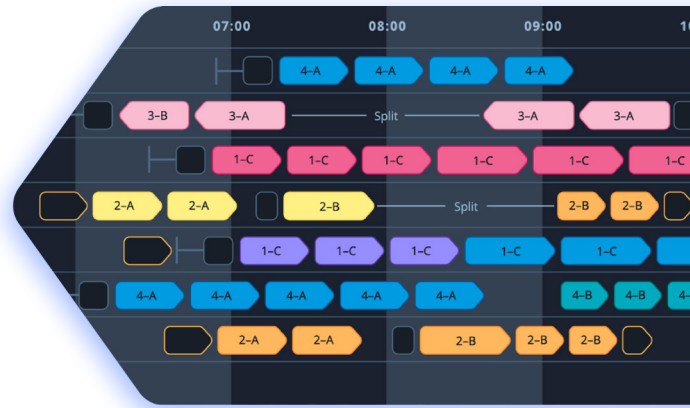 07:00 08:00 09:00 10
4–A 4–A 4–A 4–A
3–B 3–A Split 3–A 3–A
1–C 1–C 1–C 1–C 1–C 1–C
2–A 2–A 2–B Split 2–B 2–B
1–C 1–C 1–C 1–C 1–C
4–A 4–A 4–A 4–A 4–A 4–B 4–B 4–
2–A 2–A 2–B 2–B 2–B